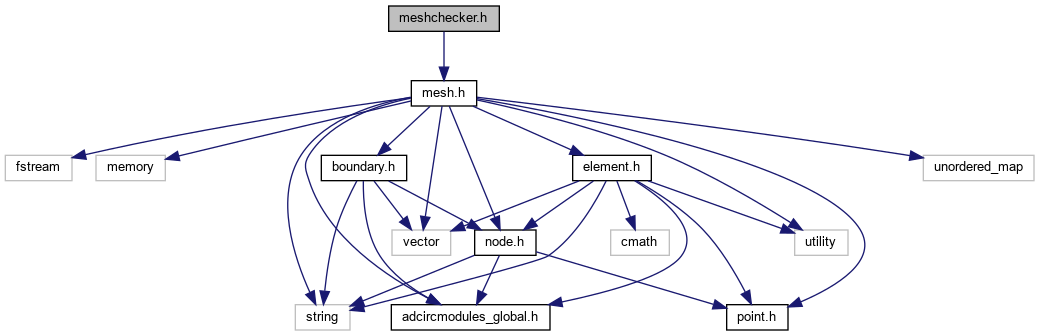 meshchecker.h
mesh.h
fstream
memory
boundary.h
element.h
unordered_map
vector
node.h
cmath
utility
string
adcircmodules_global.h
point.h